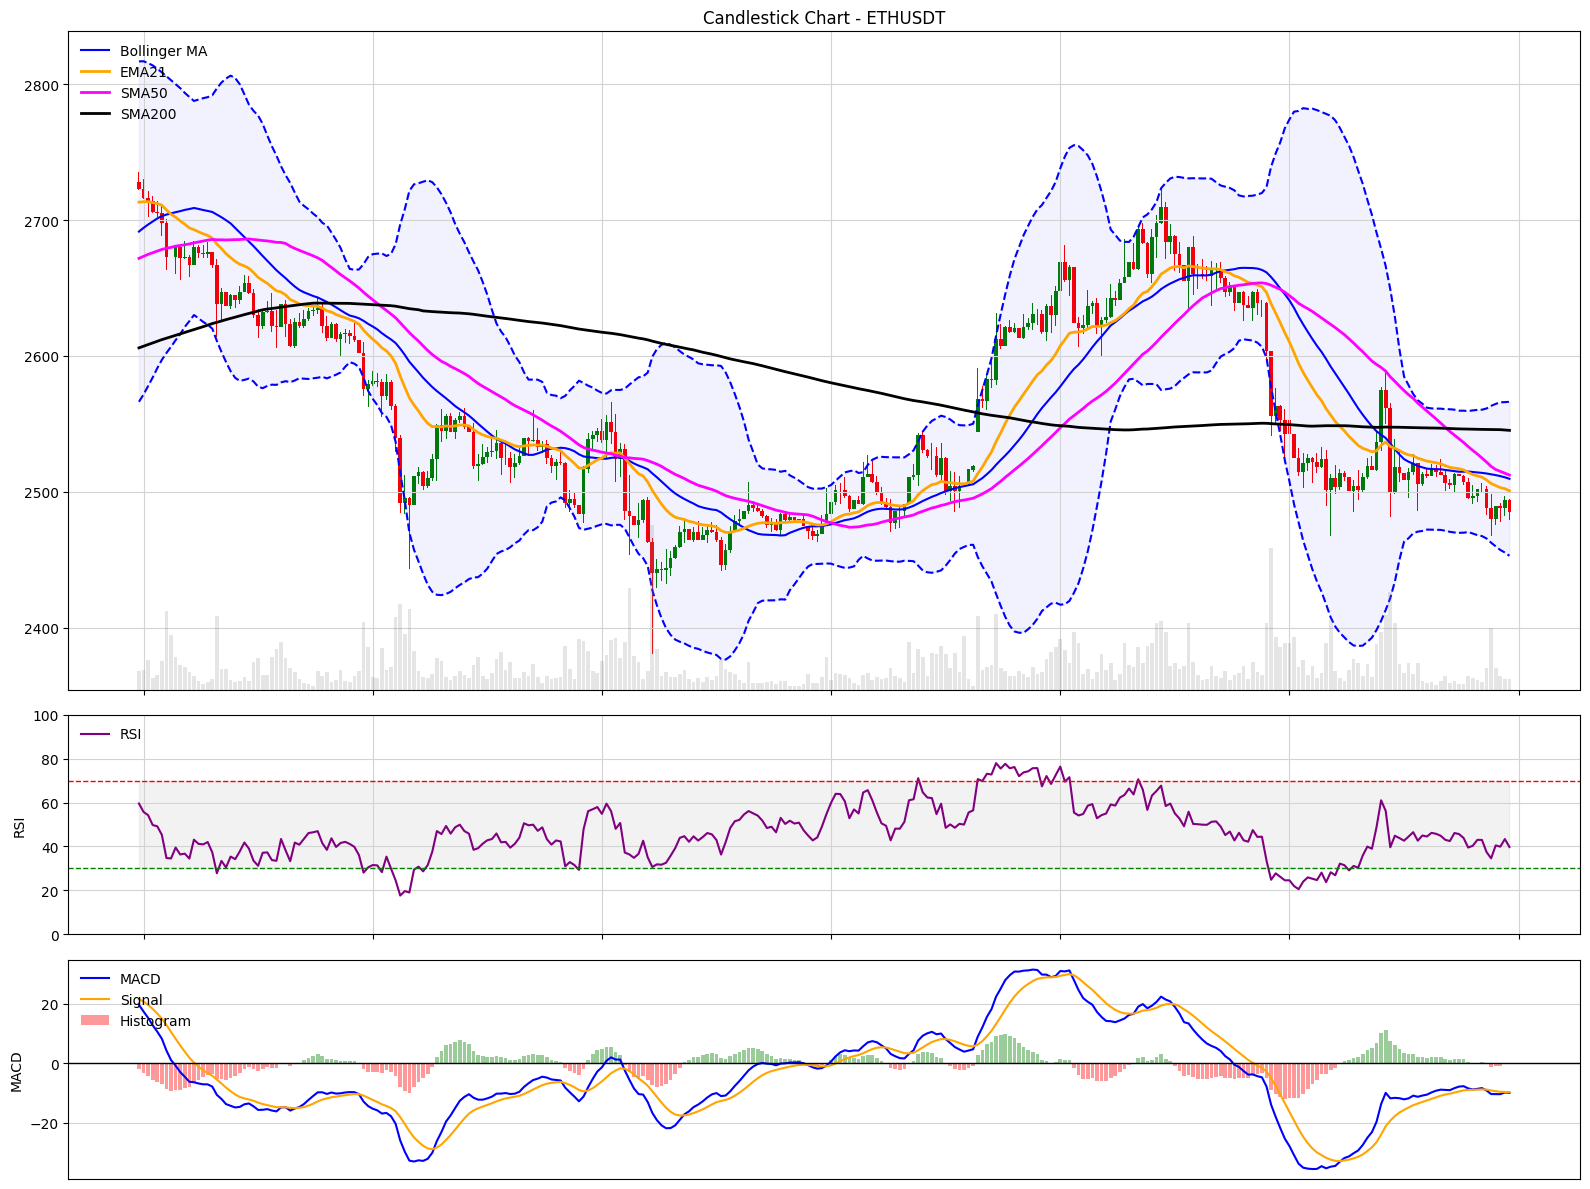 Candlestick Chart - ETHUSDT
Bollinger MA
EMA21
SMA50
SMA200
2800
2700
2600
2500
2400
RSI
100
80
60
40
20
0
RSI
MACD
Signal
Histogram
20
0
−20
MACD